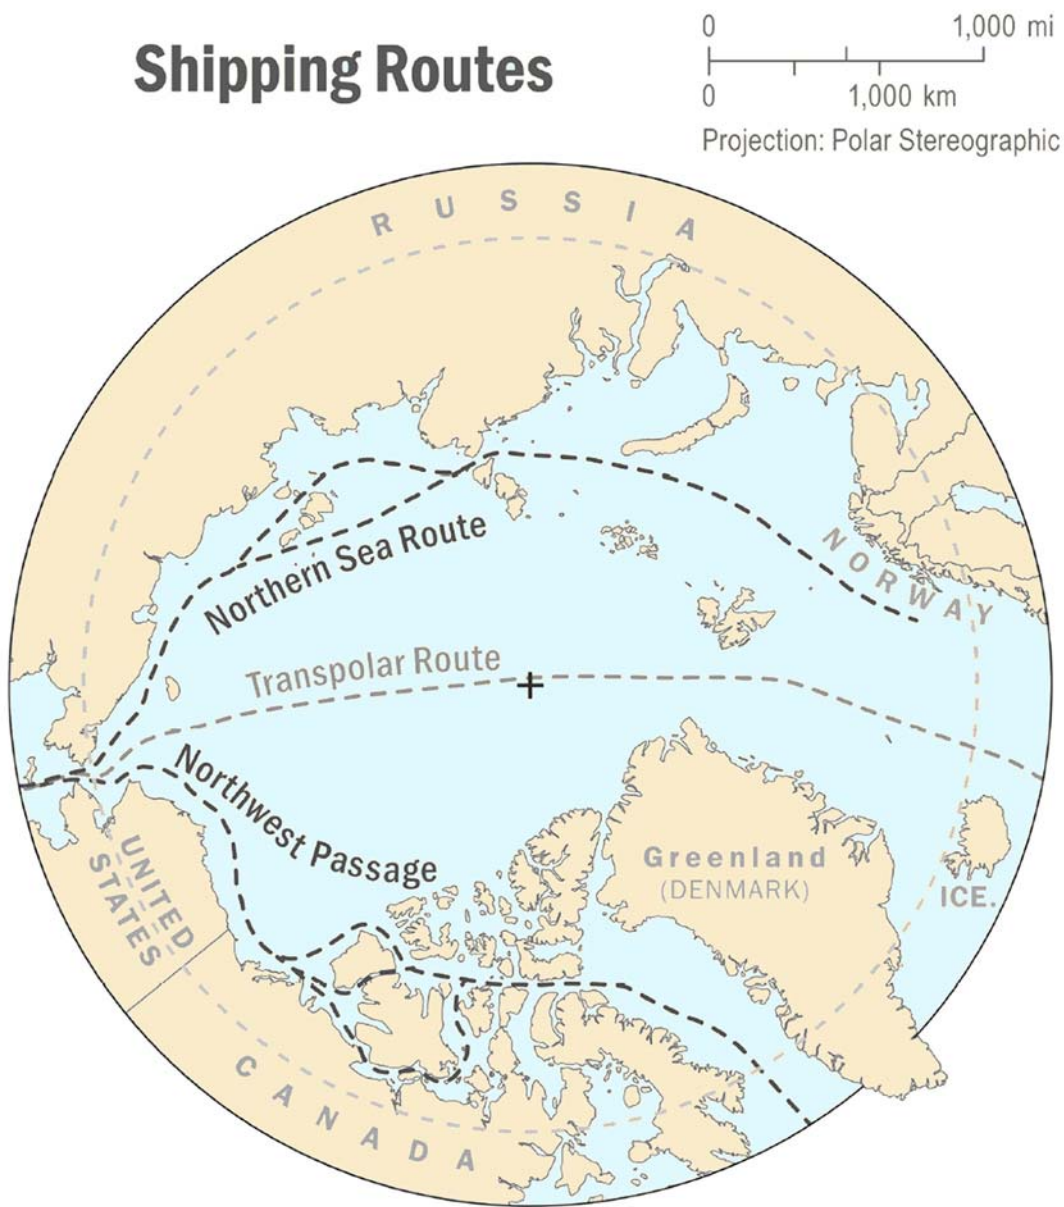 Shipping Routes
0 1,000 mi
0 1,000 km
Projection: Polar Stereographic
RUSSIA
Northern Sea Route
NORWAY
Transpolar Route
Northwest Passage
UNITED
STATES
Greenland
(DENMARK)
ICE.
CANADA